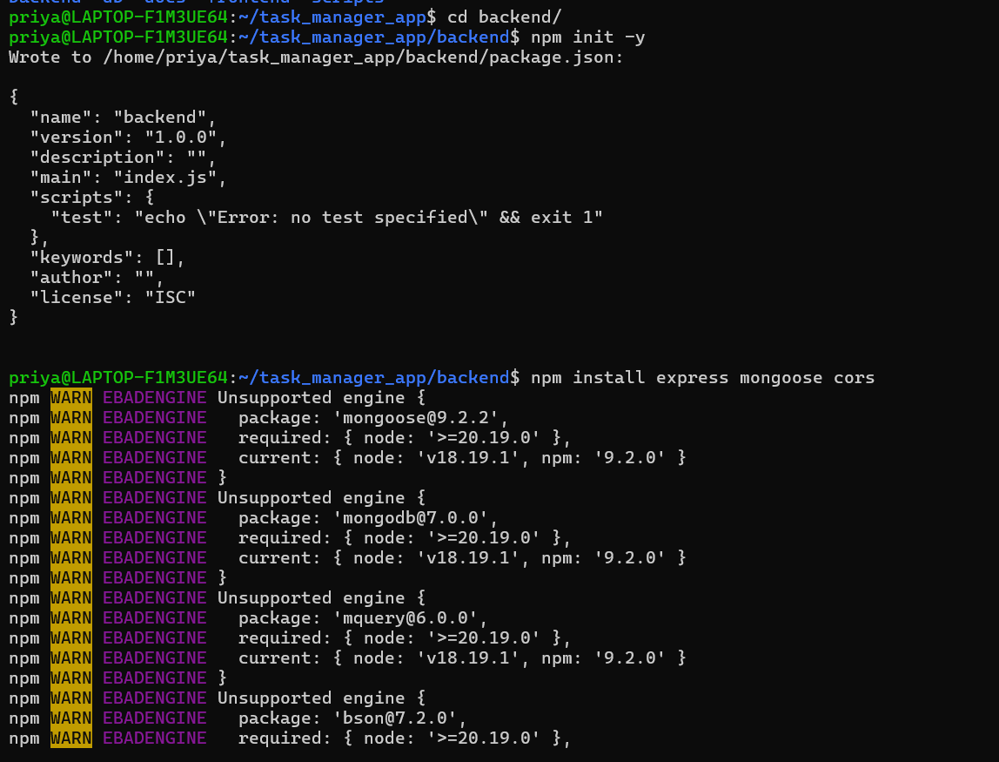 backend db docs frontend scripts
priya@LAPTOP-F1M3UE64:~/task_manager_app$ cd backend/
priya@LAPTOP-F1M3UE64:~/task_manager_app/backend$ npm init -y
Wrote to /home/priya/task_manager_app/backend/package.json:

{
  "name": "backend",
  "version": "1.0.0",
  "description": "",
  "main": "index.js",
  "scripts": {
    "test": "echo \"Error: no test specified\" && exit 1"
  },
  "keywords": [],
  "author": "",
  "license": "ISC"
}


priya@LAPTOP-F1M3UE64:~/task_manager_app/backend$ npm install express mongoose cors
npm WARN EBADENGINE Unsupported engine {
npm WARN EBADENGINE   package: 'mongoose@9.2.2',
npm WARN EBADENGINE   required: { node: '>=20.19.0' },
npm WARN EBADENGINE   current: { node: 'v18.19.1', npm: '9.2.0' }
npm WARN EBADENGINE }
npm WARN EBADENGINE Unsupported engine {
npm WARN EBADENGINE   package: 'mongodb@7.0.0',
npm WARN EBADENGINE   required: { node: '>=20.19.0' },
npm WARN EBADENGINE   current: { node: 'v18.19.1', npm: '9.2.0' }
npm WARN EBADENGINE }
npm WARN EBADENGINE Unsupported engine {
npm WARN EBADENGINE   package: 'mquery@6.0.0',
npm WARN EBADENGINE   required: { node: '>=20.19.0' },
npm WARN EBADENGINE   current: { node: 'v18.19.1', npm: '9.2.0' }
npm WARN EBADENGINE }
npm WARN EBADENGINE Unsupported engine {
npm WARN EBADENGINE   package: 'bson@7.2.0',
npm WARN EBADENGINE   required: { node: '>=20.19.0' },